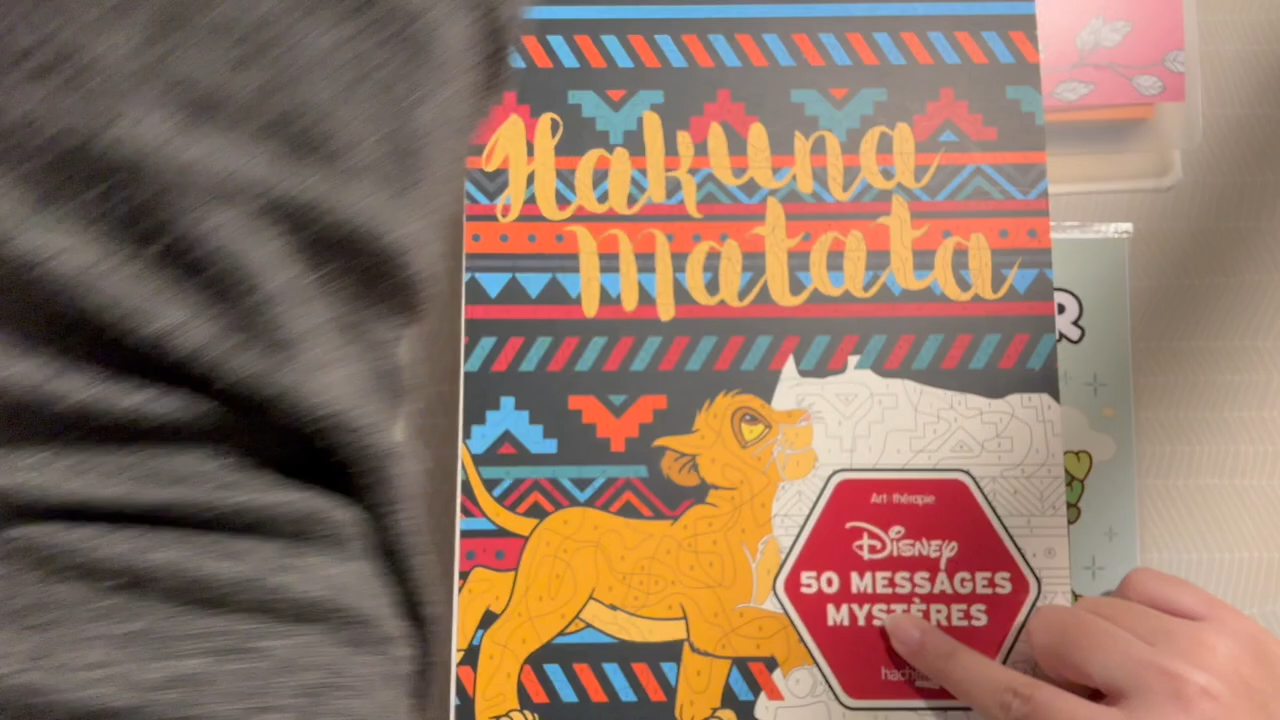 Hakuna
Matata
R
Art-thérapie
Disney
50 MESSAGES
MYSTÈRES